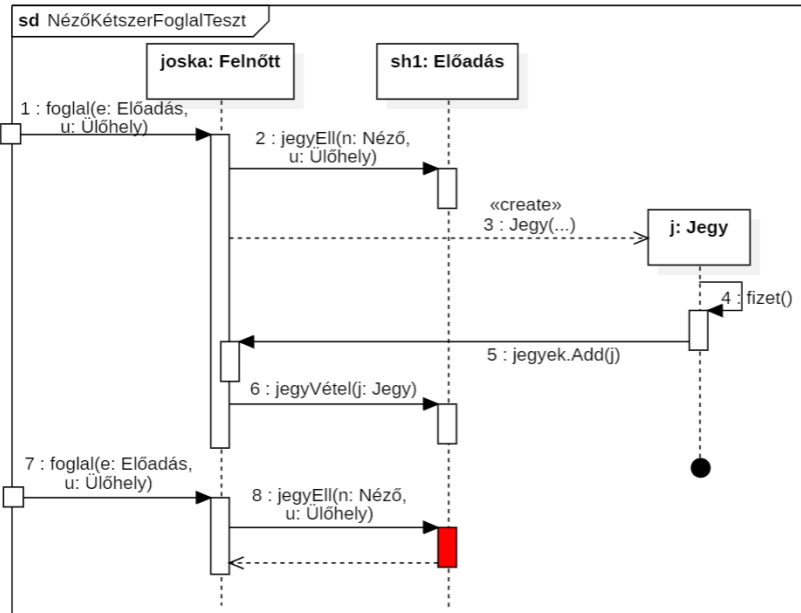 sd NézőKétszerFoglalTeszt
joska: Felnőtt
sh1: Előadás
1 : foglal(e: Előadás,
u: Ülőhely)
2 : jegyEll(n: Néző,
u: Ülőhely)
«create»
3 : Jegy(...)
j: Jegy
4 : fizet()
5 : jegyek.Add(j)
6 : jegyVétel(j: Jegy)
7 : foglal(e: Előadás,
u: Ülőhely)
8 : jegyEll(n: Néző,
u: Ülőhely)